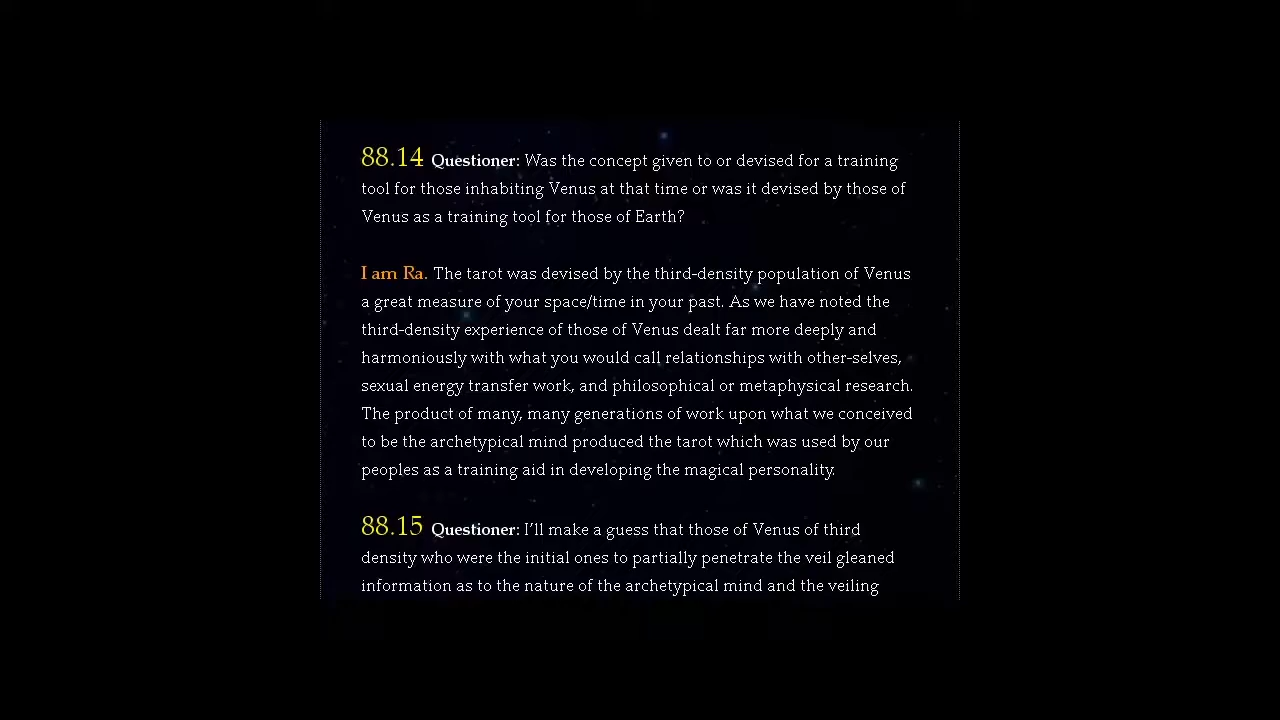 88.14 Questioner: Was the concept given to or devised for a training
tool for those inhabiting Venus at that time or was it devised by those of
Venus as a training tool for those of Earth?
I am Ra. The tarot was devised by the third-density population of Venus
a great measure of your space/time in your past. As we have noted the
third-density experience of those of Venus dealt far more deeply and
harmoniously with what you would call relationships with other-selves,
sexual energy transfer work, and philosophical or metaphysical research.
The product of many, many generations of work upon what we conceived
to be the archetypical mind produced the tarot which was used by our
peoples as a training aid in developing the magical personality.
88.15 Questioner: I'll make a guess that those of Venus of third
density who were the initial ones to partially penetrate the veil gleaned
information as to the nature of the archetypical mind and the veiling